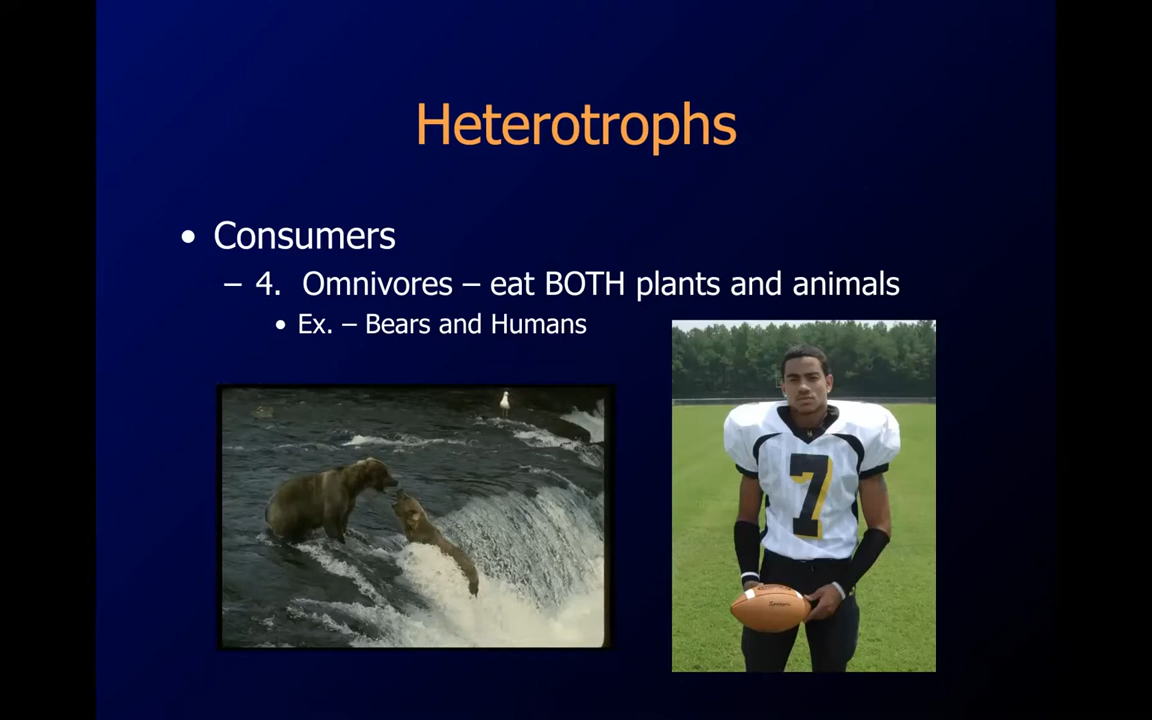 Heterotrophs
• Consumers
– 4. Omnivores – eat BOTH plants and animals
• Ex. – Bears and Humans
7